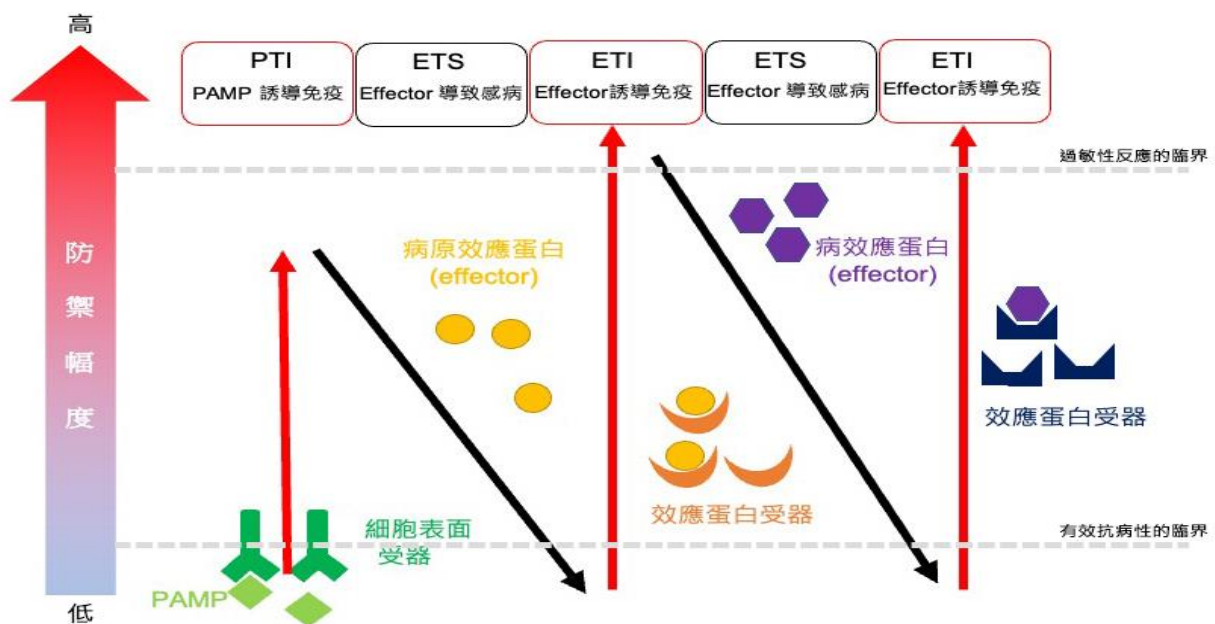 高
PTI
PAMP 誘導免疫
ETS
Effector 導致感病
ETI
Effector誘導免疫
ETS
Effector 導致感病
ETI
Effector誘導免疫
過敏性反應的臨界
防禦幅度
病原效應蛋白
(effector)
病效應蛋白
(effector)
效應蛋白受器
效應蛋白受器
細胞表面
受器
有效抗病性的臨界
PAMP
低